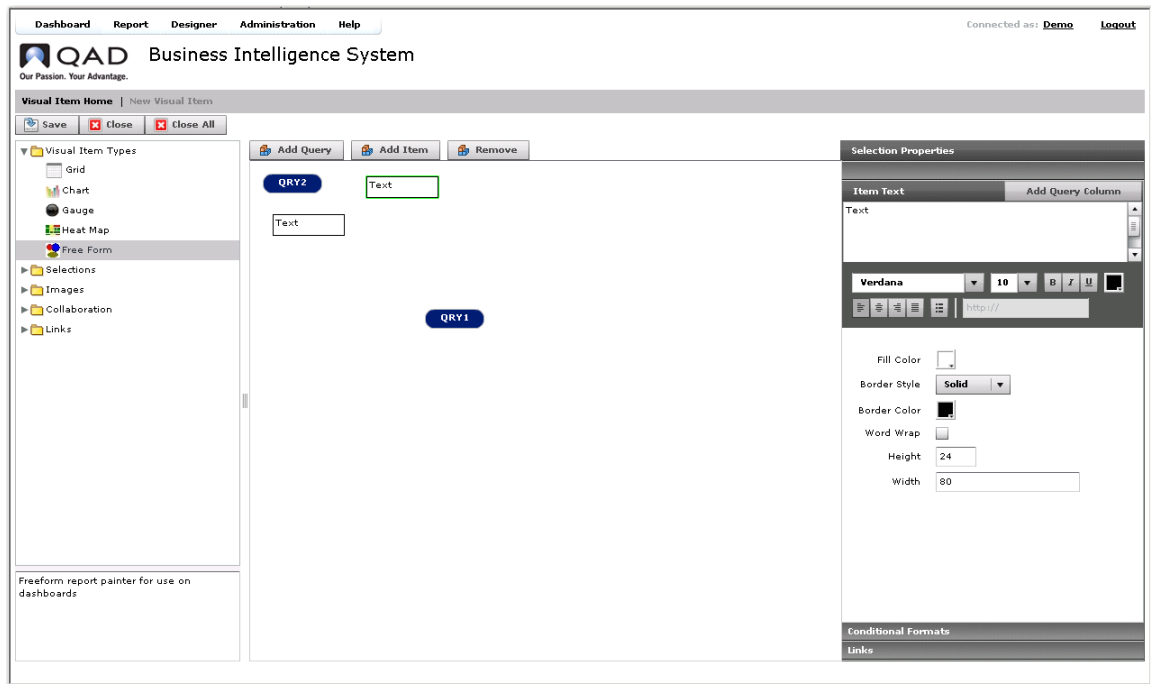 Dashboard Report Designer Administration Help Connected as: Demo Logout
QAD Business Intelligence System
Our Passion. Your Advantage.
Visual Item Home | New Visual Item
Save Close Close All
Visual Item Types
Grid
Chart
Gauge
Heat Map
Free Form
Selections
Images
Collaboration
Links
Freeform report painter for use on
dashboards
Add Query Add Item Remove
QRY2 Text
Text
QRY1
Selection Properties
Item Text Add Query Column
Text
Verdana 10 B I U
http://
Fill Color
Border Style Solid
Border Color
Word Wrap
Height 24
Width 80
Conditional Formats
Links